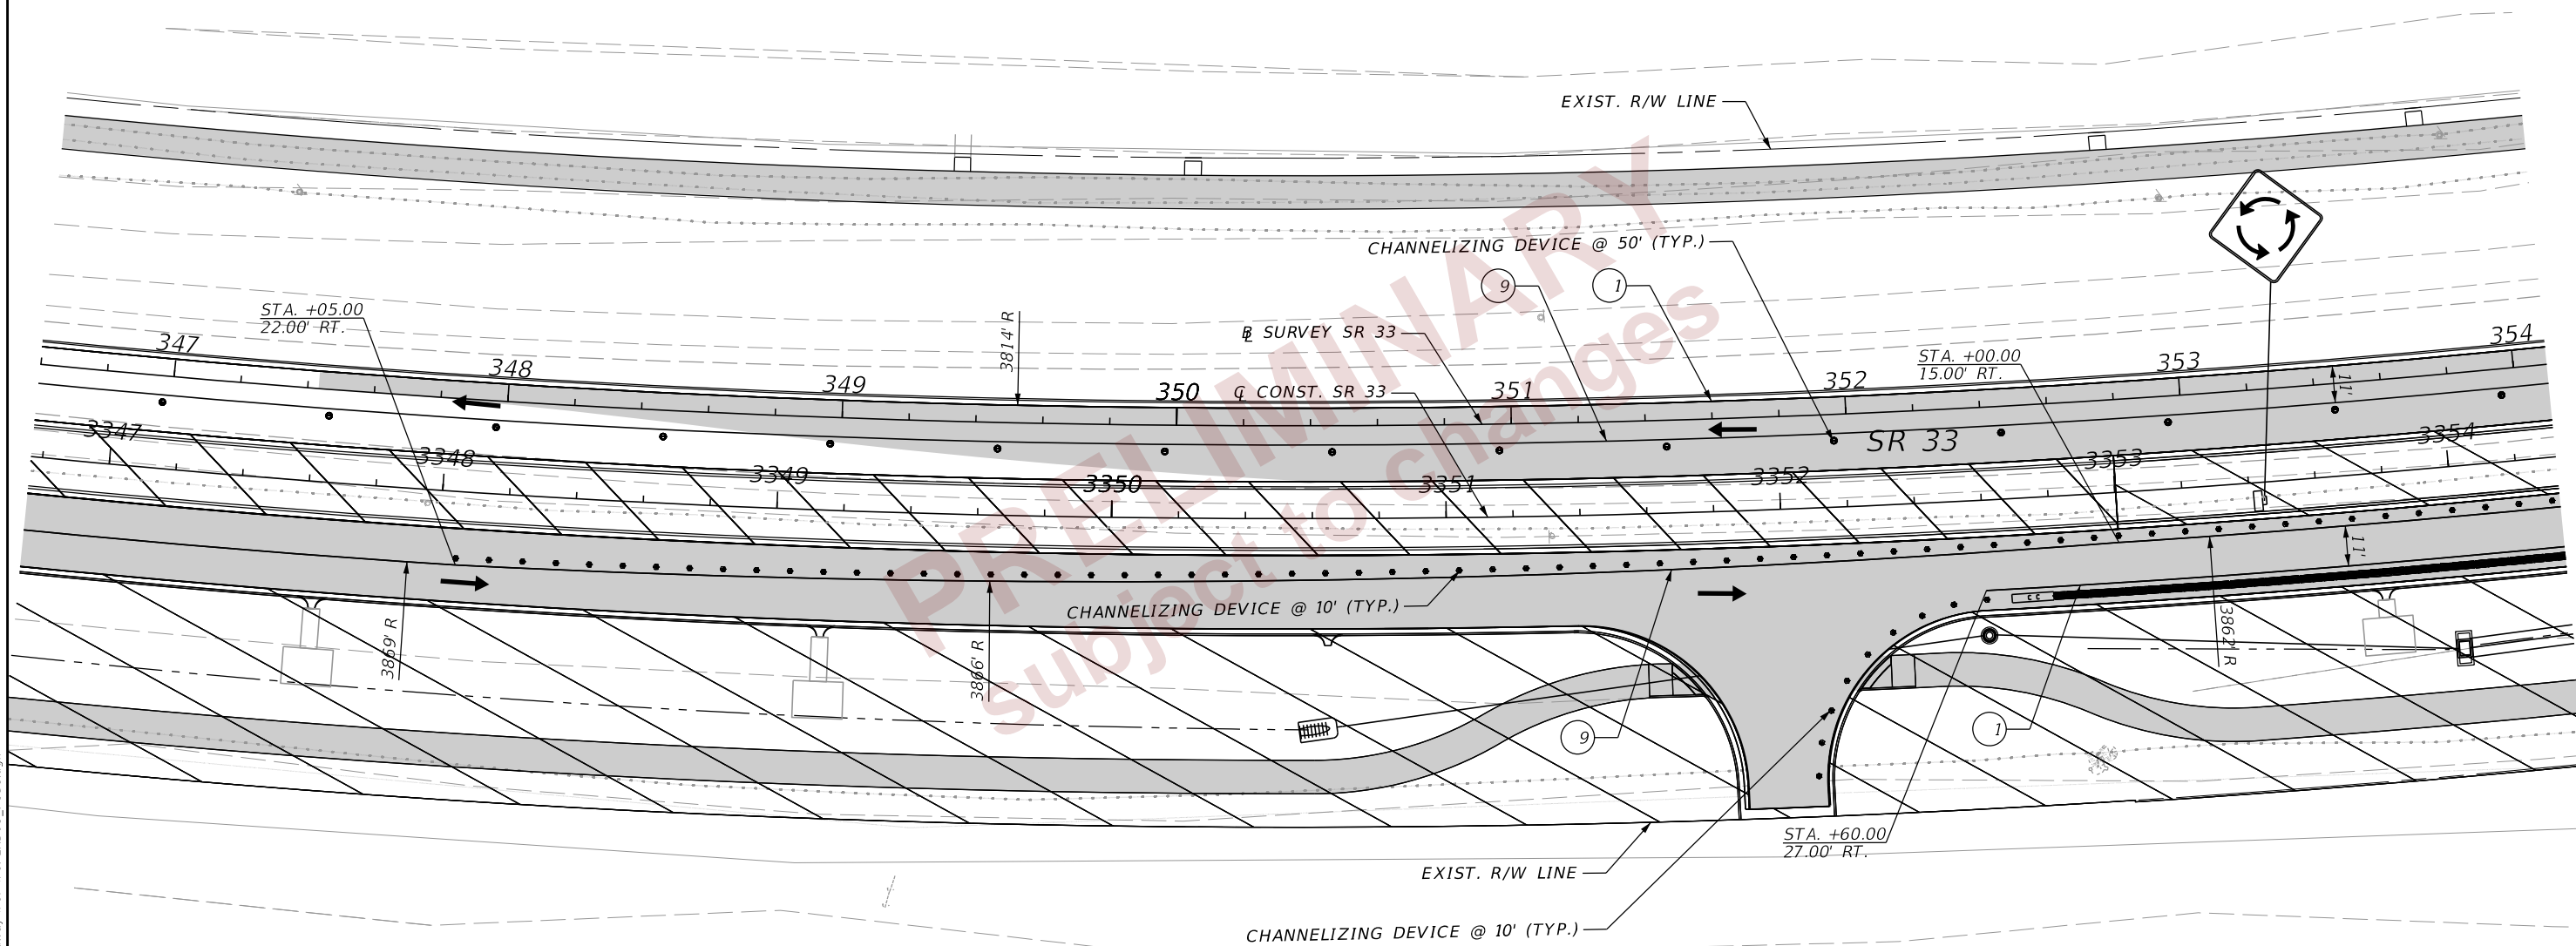 EXIST. R/W LINE
CHANNELIZING DEVICE @ 50' (TYP.)
9
1
STA. +05.00
22.00' RT.
3814' R
B SURVEY SR 33
STA. +00.00
15.00' RT.
347
348
349
350
351
352
353
354
C CONST. SR 33
11'
SR 33
3347
3348
3349
3350
3351
3352
3353
3354
11'
CHANNELIZING DEVICE @ 10' (TYP.)
3869' R
3866' R
3862' R
9
1
STA. +60.00
27.00' RT.
EXIST. R/W LINE
CHANNELIZING DEVICE @ 10' (TYP.)
PRELIMINARY
subject to changes